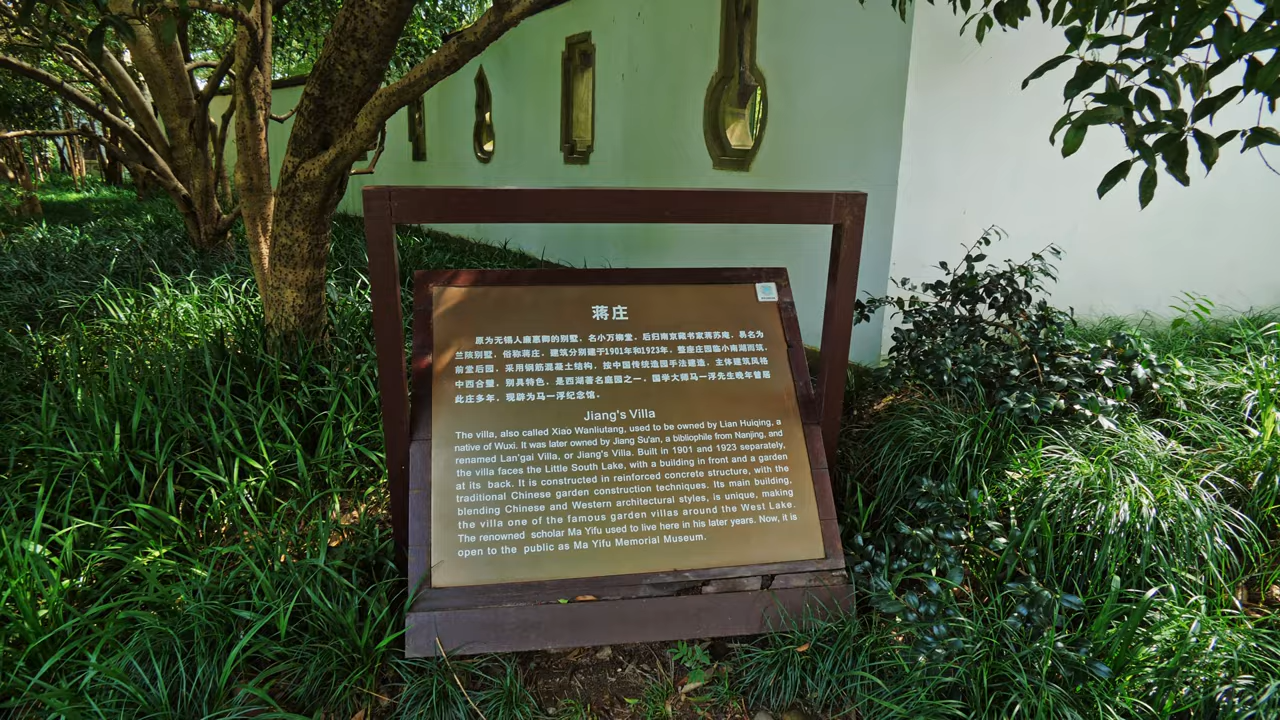 蒋庄
原为无锡人廉惠卿的别墅，名小万柳堂，后归南京藏书家蒋苏庵，易名为
兰陔别墅，俗称蒋庄，建筑分别建于1901年和1923年，整座庄园临小南湖而筑，
前堂后园，采用钢筋混凝土结构，按中国传统造园手法建造，主体建筑风格
中西合璧，别具特色，是西湖著名庭园之一，国学大师马一浮先生晚年曾居
此庄多年，现辟为马一浮纪念馆。
Jiang's Villa
The villa, also called Xiao Wanliutang, used to be owned by Lian Huiqing, a
native of Wuxi. It was later owned by Jiang Su'an, a bibliophile from Nanjing, and
renamed Lan'gai Villa, or Jiang's Villa. Built in 1901 and 1923 separately,
the villa faces the Little South Lake, with a building in front and a garden
at its back. It is constructed in reinforced concrete structure, with the
traditional Chinese garden construction techniques. Its main building,
blending Chinese and Western architectural styles, is unique, making
the villa one of the famous garden villas around the West Lake.
The renowned scholar Ma Yifu used to live here in his later years. Now, it is
open to the public as Ma Yifu Memorial Museum.